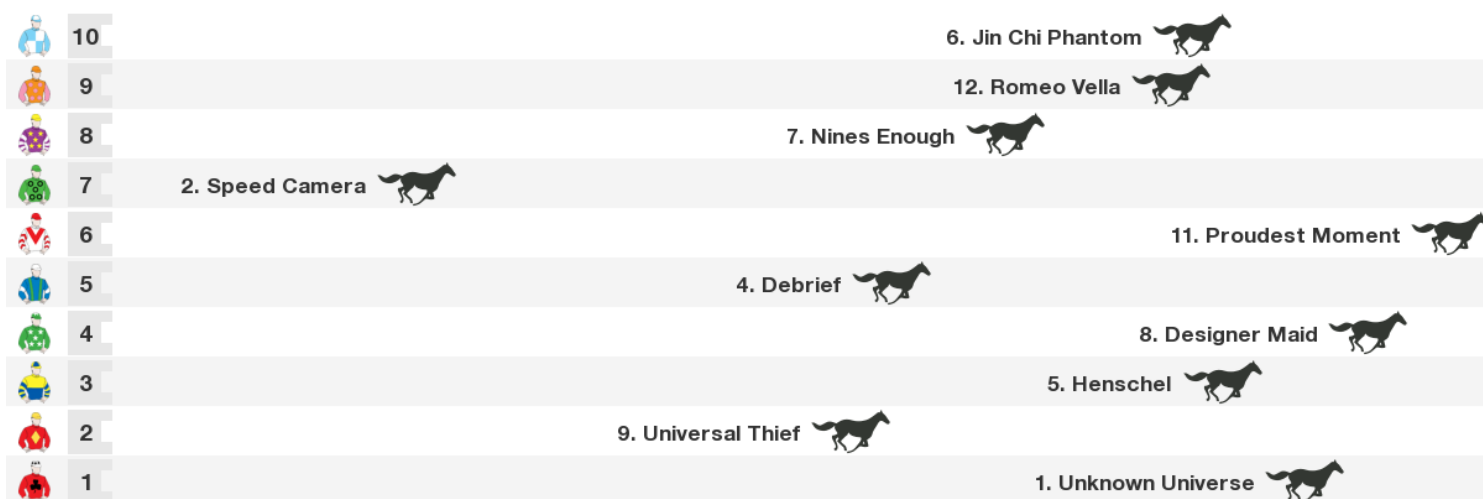 10 6. Jin Chi Phantom
9 12. Romeo Vella
8 7. Nines Enough
7 2. Speed Camera
6 11. Proudest Moment
5 4. Debrief
4 8. Designer Maid
3 5. Henschel
2 9. Universal Thief
1 1. Unknown Universe